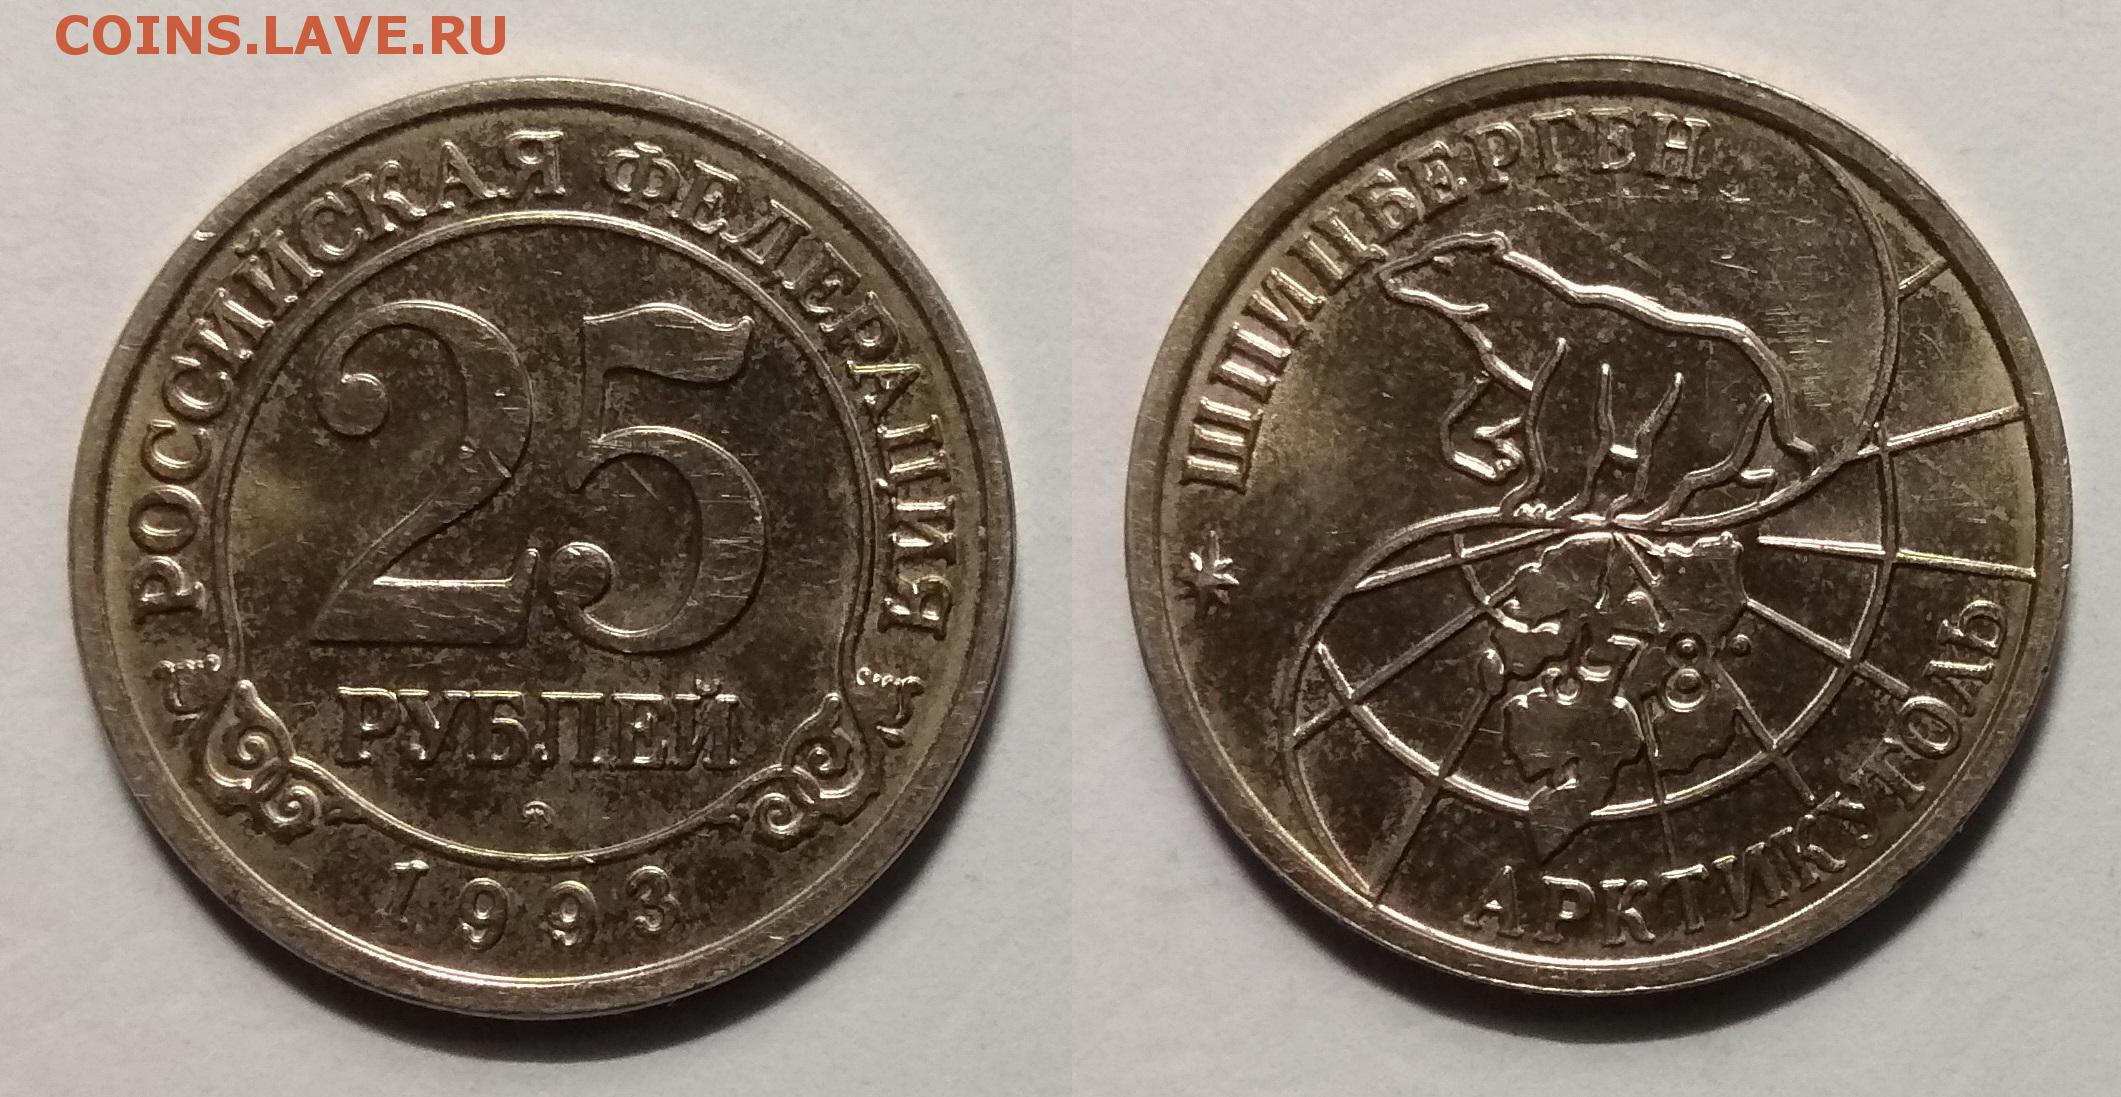 COINS.LAVE.RU
РОССИЙСКАЯ ФЕДЕРАЦИЯ
25
РУБЛЕЙ
1993
ШПИЦБЕРГЕН
78°
АРКТИКУГОЛЬ